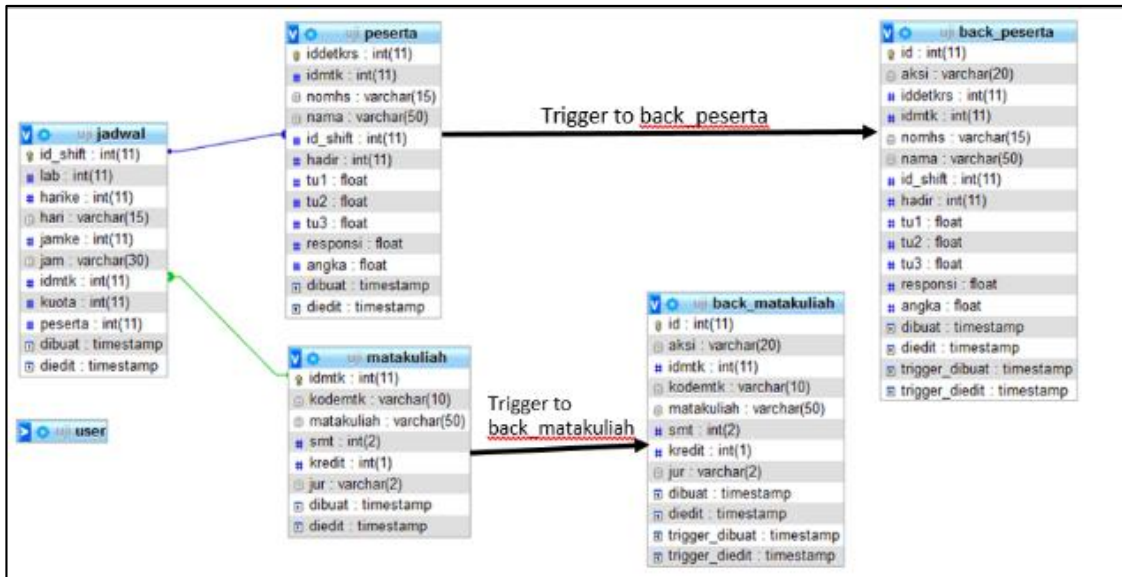 uji jadwal
id_shift : int(11)
lab : int(11)
harike : int(11)
hari : varchar(15)
jamke : int(11)
jam : varchar(30)
idmtk : int(11)
kuota : int(11)
peserta : int(11)
dibuat : timestamp
diedit : timestamp
uji user
uji peserta
iddetkrs : int(11)
idmtk : int(11)
nomhs : varchar(15)
nama : varchar(50)
id_shift : int(11)
hadir : int(11)
tu1 : float
tu2 : float
tu3 : float
responsi : float
angka : float
dibuat : timestamp
diedit : timestamp
uji matakuliah
idmtk : int(11)
kodemtk : varchar(10)
matakuliah : varchar(50)
smt : int(2)
kredit : int(1)
jur : varchar(2)
dibuat : timestamp
diedit : timestamp
Trigger to back_peserta
Trigger to
back_matakuliah
uji back_matakuliah
id : int(11)
aksi : varchar(20)
idmtk : int(11)
kodemtk : varchar(10)
matakuliah : varchar(50)
smt : int(2)
kredit : int(1)
jur : varchar(2)
dibuat : timestamp
diedit : timestamp
trigger_dibuat : timestamp
trigger_diedit : timestamp
uji back_peserta
id : int(11)
aksi : varchar(20)
iddetkrs : int(11)
idmtk : int(11)
nomhs : varchar(15)
nama : varchar(50)
id_shift : int(11)
hadir : int(11)
tu1 : float
tu2 : float
tu3 : float
responsi : float
angka : float
dibuat : timestamp
diedit : timestamp
trigger_dibuat : timestamp
trigger_diedit : timestamp